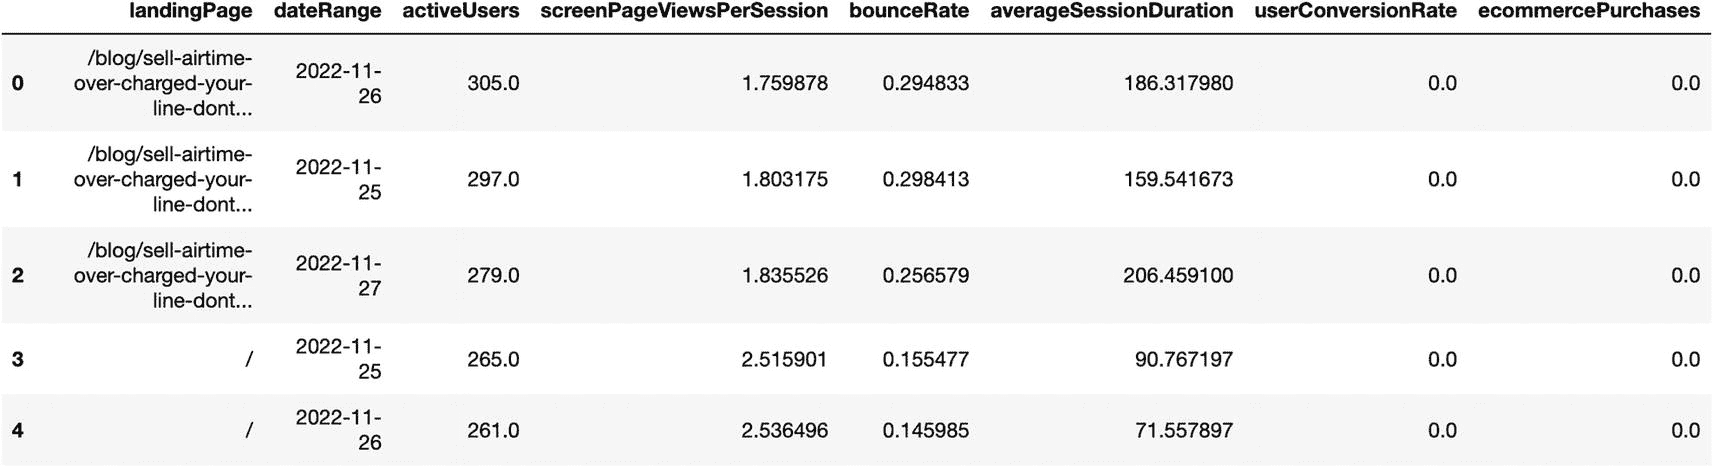 landingPage dateRange activeUsers screenPageViewsPerSession bounceRate averageSessionDuration userConversionRate ecommercePurchases
0 /blog/sell-airtime-over-charged-your-line-dont... 2022-11-26 305.0 1.759878 0.294833 186.317980 0.0 0.0
1 /blog/sell-airtime-over-charged-your-line-dont... 2022-11-25 297.0 1.803175 0.298413 159.541673 0.0 0.0
2 /blog/sell-airtime-over-charged-your-line-dont... 2022-11-27 279.0 1.835526 0.256579 206.459100 0.0 0.0
3 / 2022-11-25 265.0 2.515901 0.155477 90.767197 0.0 0.0
4 / 2022-11-26 261.0 2.536496 0.145985 71.557897 0.0 0.0